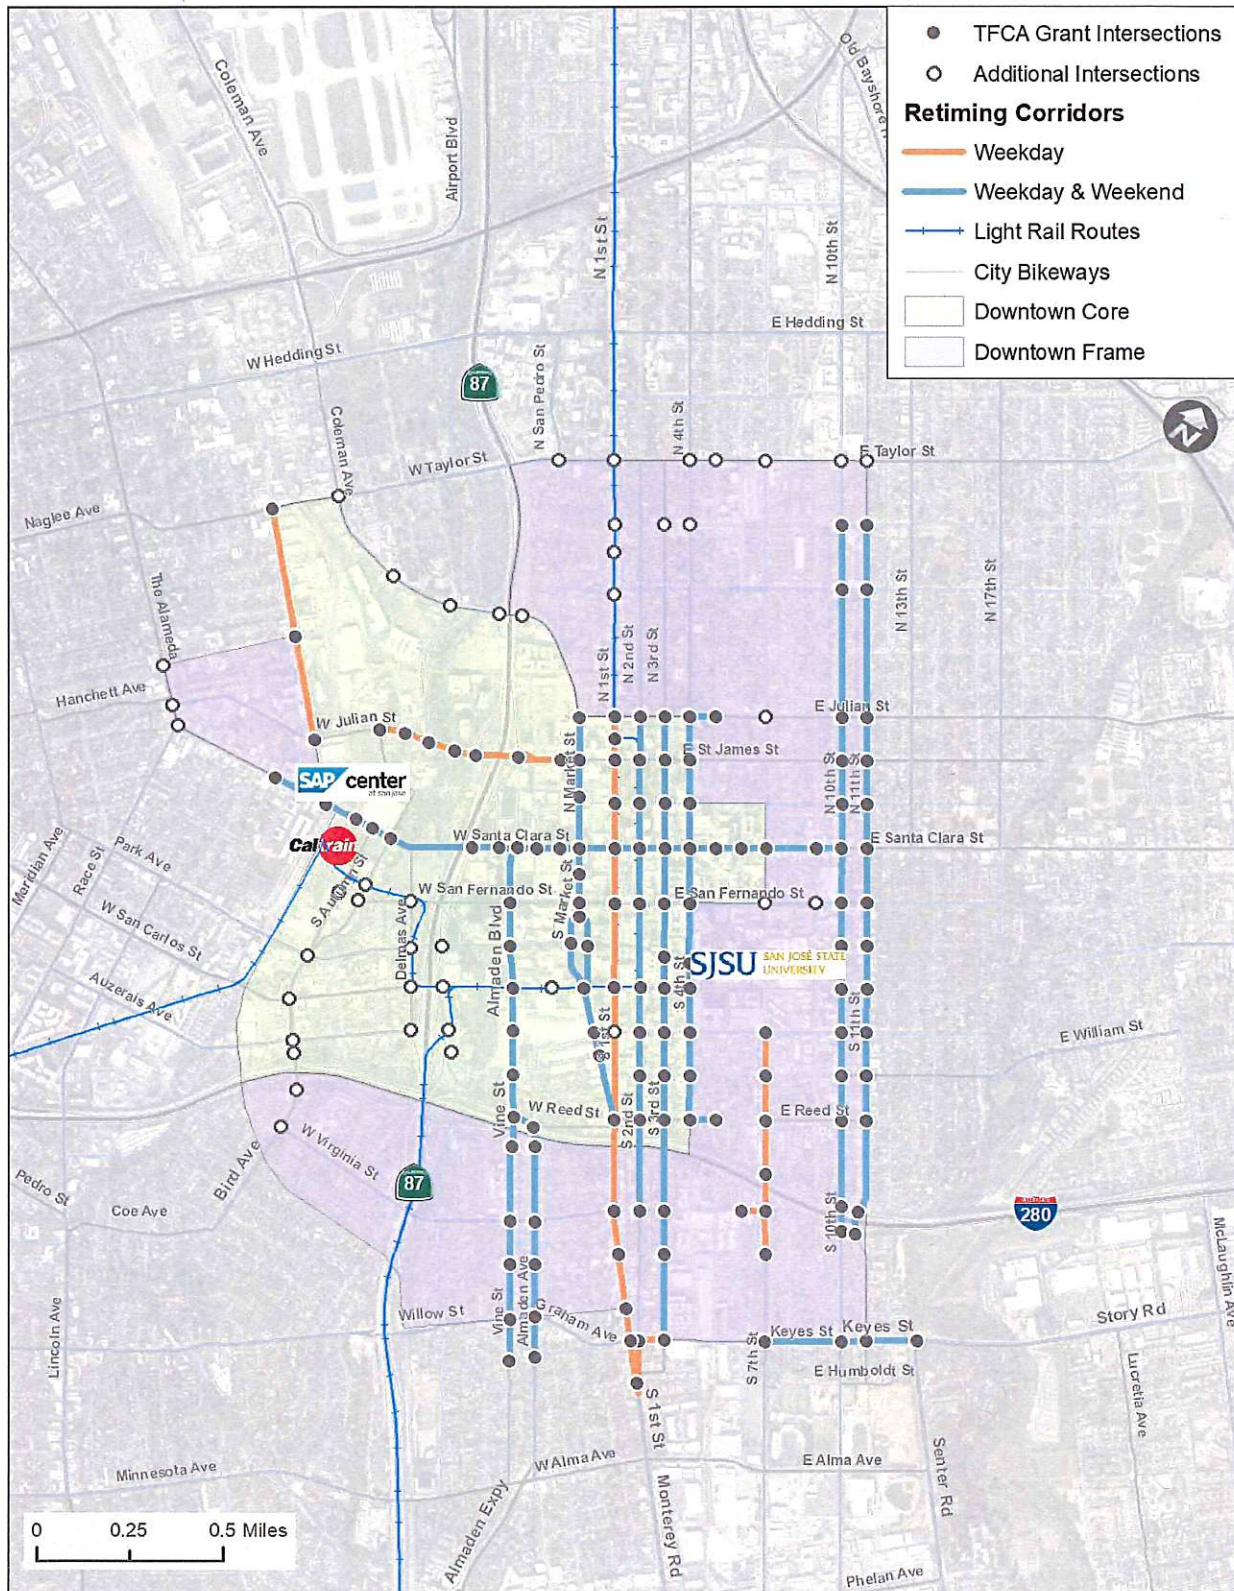 TFCA Grant Intersections
Additional Intersections
Retiming Corridors
Weekday
Weekday & Weekend
Light Rail Routes
City Bikeways
Downtown Core
Downtown Frame
Coleman Ave
Airport Blvd
N 1st St
N 10th St
Old Bayshore
E Hedding St
W Hedding St
87
N San Pedro St
N 4th St
Z
E Taylor St
W Taylor St
Coleman Ave
Naglee Ave
The Alameda
N 13th St
N 17th St
Hanchett Ave
N 1st St
N 2nd St
N 3rd St
W Julian St
E Julian St
E St James St
N Market St
N 10th St
N 11th St
SAP center
at san jose
Caltrain
W Santa Clara St
E Santa Clara St
Meridian Ave
Race St
Park Ave
S Autumn St
W San Fernando St
E San Fernando St
W San Carlos St
Delmas Ave
Almaden Blvd
S Market St
SJSU SAN JOSÉ STATE
UNIVERSITY
S 4th St
Auzerais Ave
S 1st St
S 11th St
E William St
Vine St
W Reed St
S 2nd St
S 3rd St
E Reed St
W Virginia St
Bird Ave
87
Pedro St
Coe Ave
S 10th St
280
McLaughlin Ave
Lincoln Ave
Willow St
Vine St
Almaden Ave
Graham Ave
S 7th St
Keyes St
Keyes St
Story Rd
E Humboldt St
Lucretia Ave
S 1st St
Minnesota Ave
W Alma Ave
E Alma Ave
Senter Rd
Almaden Expy
Monterey Rd
Phelan Ave
0 0.25 0.5 Miles